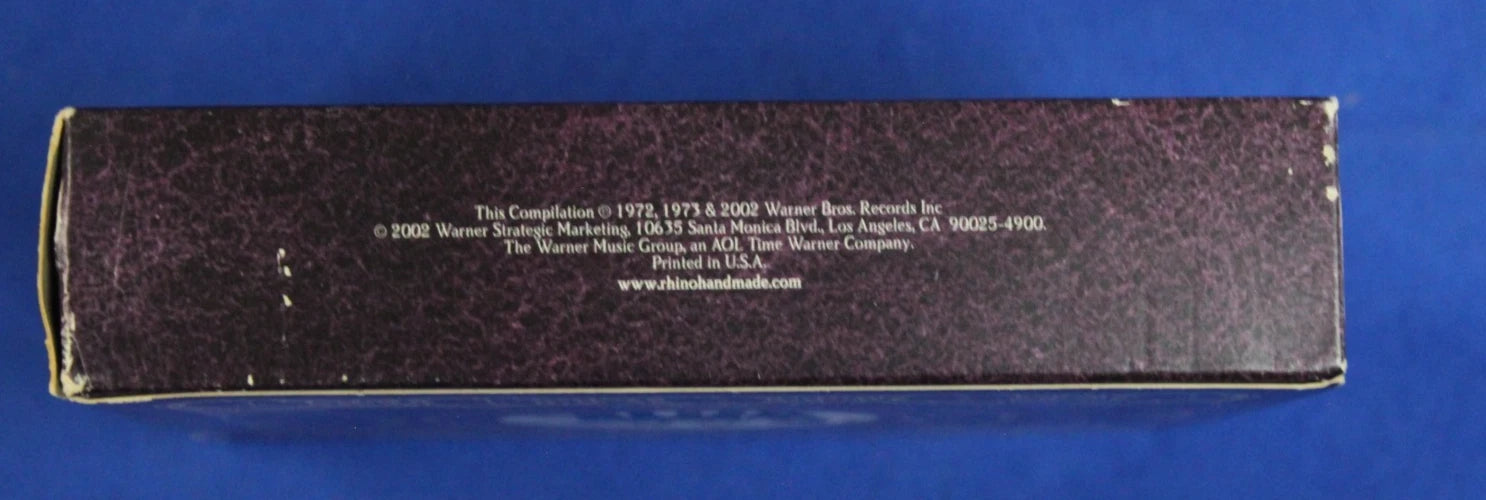 This Compilation © 1972, 1973 & 2002 Warner Bros. Records Inc
© 2002 Warner Strategic Marketing, 10635 Santa Monica Blvd., Los Angeles, CA 90025-4900.
The Warner Music Group, an AOL Time Warner Company.
Printed in U.S.A.
www.rhinohandmade.com